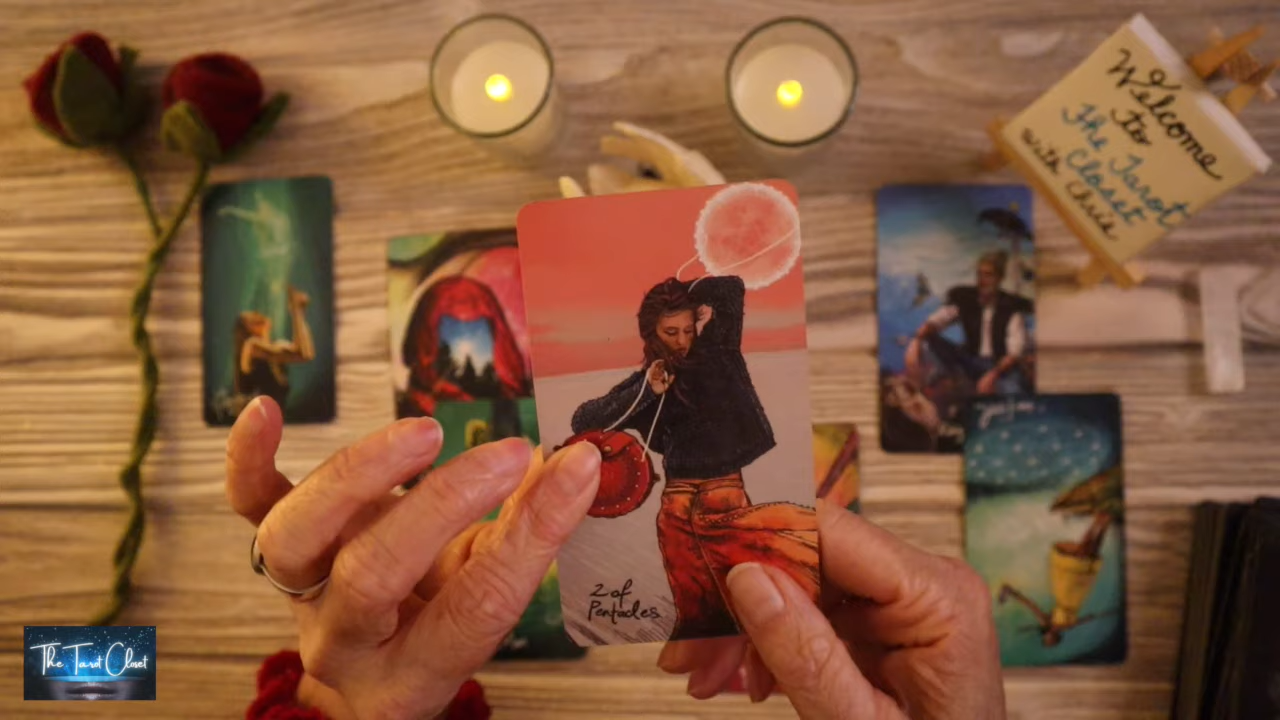 Welcome
to
The Tarot
Closet
with Chris
2 of
Pentacles
The Tarot Closet